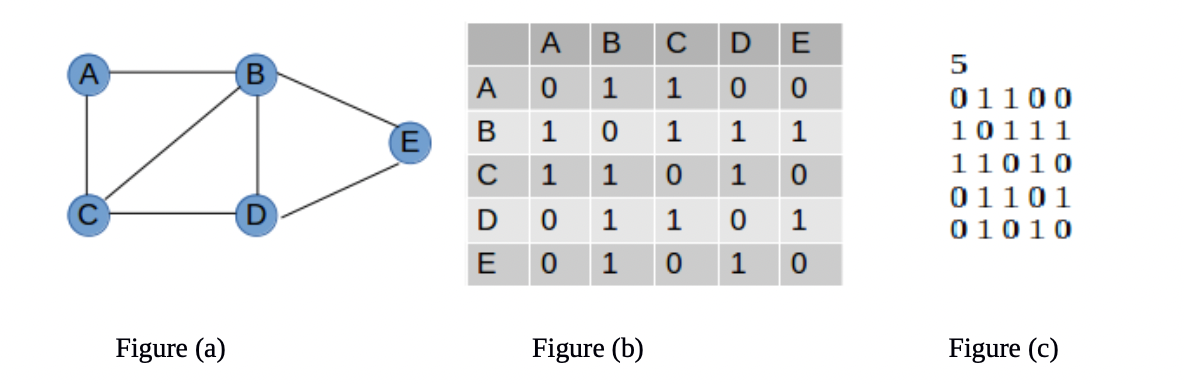 A B
E
C D
A B C D E
A 0 1 1 0 0
B 1 0 1 1 1
C 1 1 0 1 0
D 0 1 1 0 1
E 0 1 0 1 0
5
0 1 1 0 0
1 0 1 1 1
1 1 0 1 0
0 1 1 0 1
0 1 0 1 0
Figure (a) Figure (b) Figure (c)